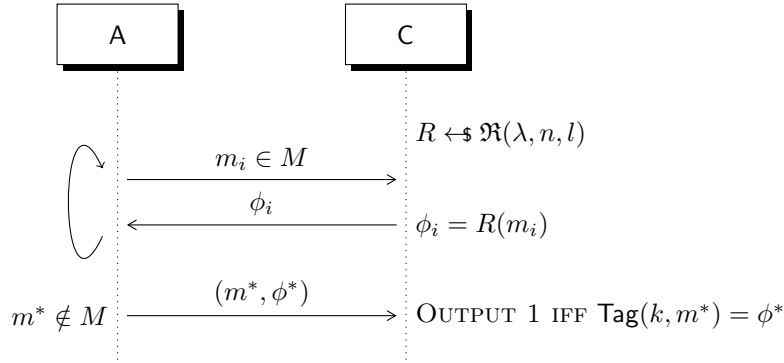 A C
R ←$ ℜ(λ, n, l)
m_i ∈ M
ϕ_i
ϕ_i = R(m_i)
(m*, ϕ*)
m* ∉ M
OUTPUT 1 IFF Tag(k, m*) = ϕ*